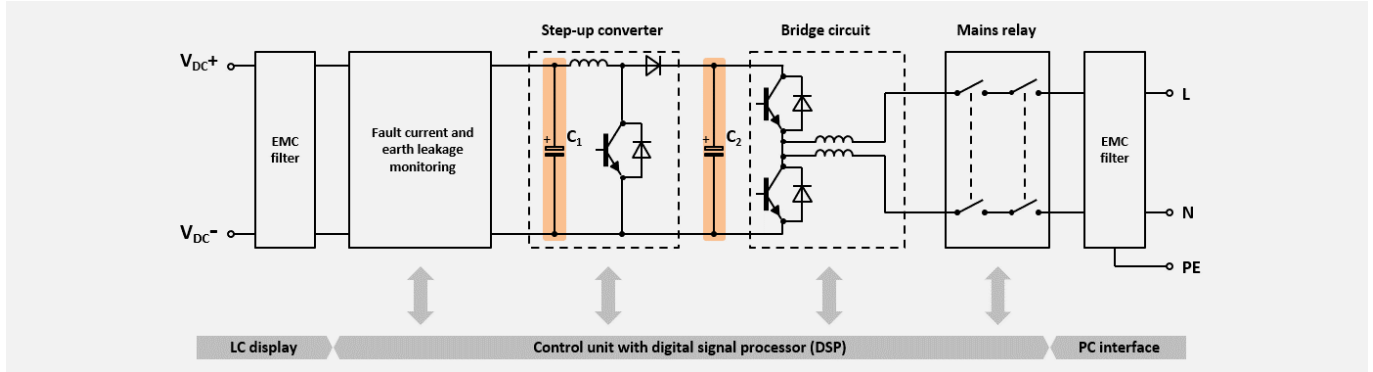 Step-up converter
Bridge circuit
Mains relay
VDC+
EMC
filter
Fault current and
earth leakage
monitoring
+
C1
+
C2
EMC
filter
L
N
VDC-
PE
LC display
Control unit with digital signal processor (DSP)
PC interface